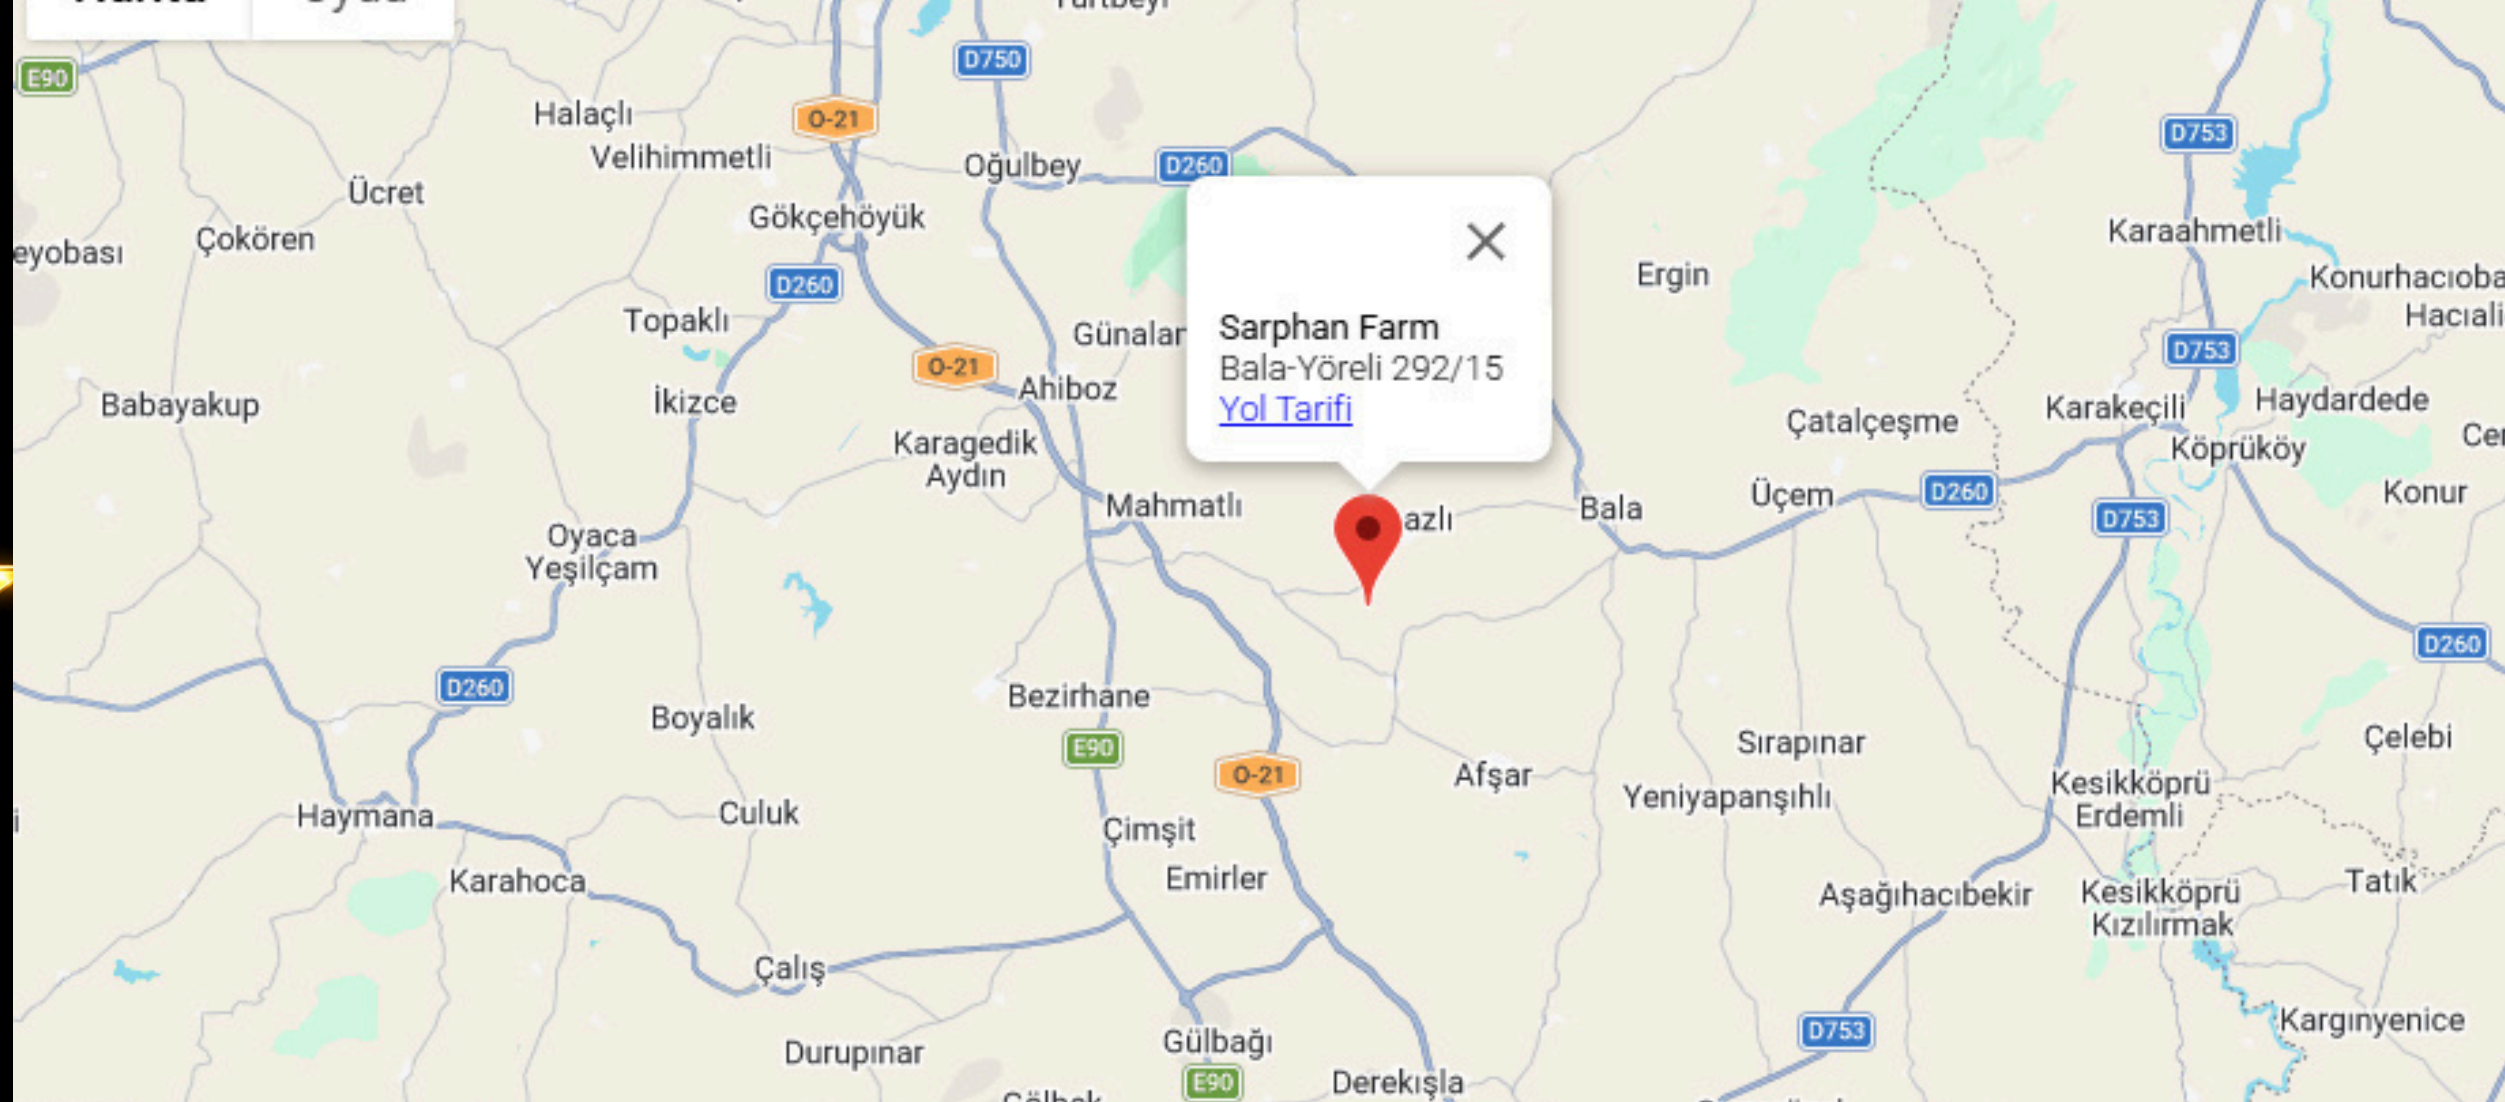 E90
D750
Halaçlı
O-21
Velihimmetli
Oğulbey
D260
D753
Ücret
Gökçehöyük
Çokören
eyobası
Karaahmetli
D260
Ergin
Konurhacıoba
Hacıali
Topaklı
Günalan
Sarphan Farm
Bala-Yöreli 292/15
Yol Tarifi
D753
O-21
Ahiboz
İkizce
Babayakup
Karakeçili
Haydardede
Çatalçeşme
Karagedik
Aydın
Köprüköy
Cer
Mahmatlı
azlı
Bala
Üçem
D260
Konur
D753
Oyaca
Yeşilçam
D260
D260
Bezirhane
Boyalık
E90
Sırapınar
Çelebi
O-21
Afşar
Yeniyapanşıhlı
Kesikköprü
Erdemli
Haymana
Culuk
Çimşit
Emirler
Karahoca
Aşağıhacıbekir
Kesikköprü
Kızılırmak
Tatık
Çalış
D753
Kargınyenice
Durupınar
Gülbağı
E90
Derekışla